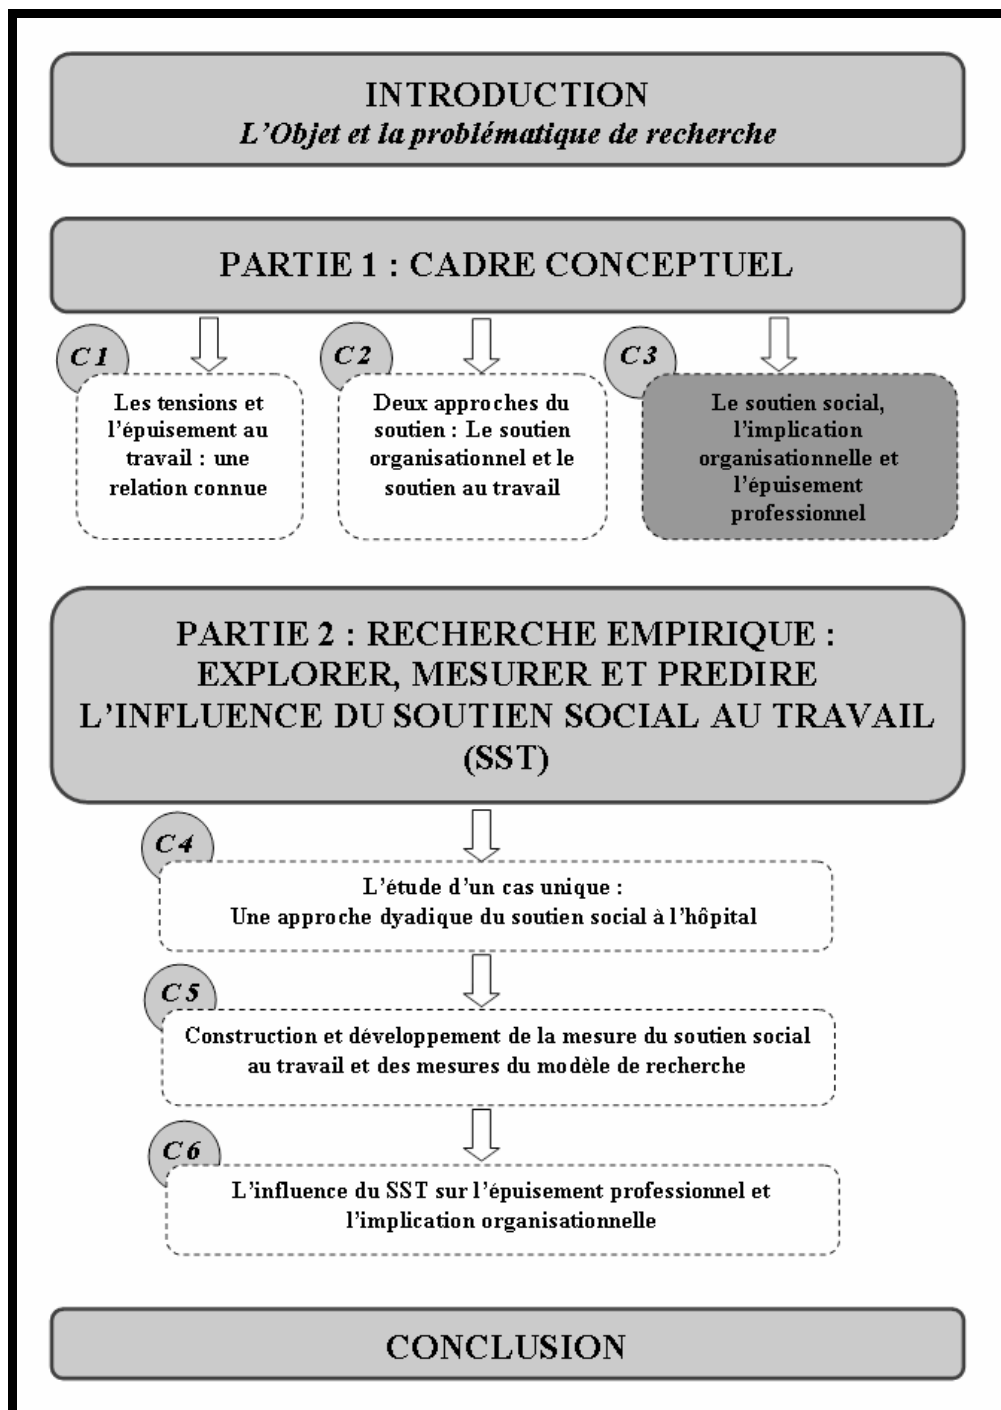 INTRODUCTION
L'Objet et la problématique de recherche
PARTIE 1 : CADRE CONCEPTUEL
C1
Les tensions et
l'épuisement au
travail : une
relation connue
C2
Deux approches du
soutien : Le soutien
organisationnel et le
soutien au travail
C3
Le soutien social,
l'implication
organisationnelle et
l'épuisement
professionnel
PARTIE 2 : RECHERCHE EMPIRIQUE :
EXPLORER, MESURER ET PREDIRE
L'INFLUENCE DU SOUTIEN SOCIAL AU TRAVAIL
(SST)
C4
L'étude d'un cas unique :
Une approche dyadique du soutien social à l'hôpital
C5
Construction et développement de la mesure du soutien social
au travail et des mesures du modèle de recherche
C6
L'influence du SST sur l'épuisement professionnel et
l'implication organisationnelle
CONCLUSION